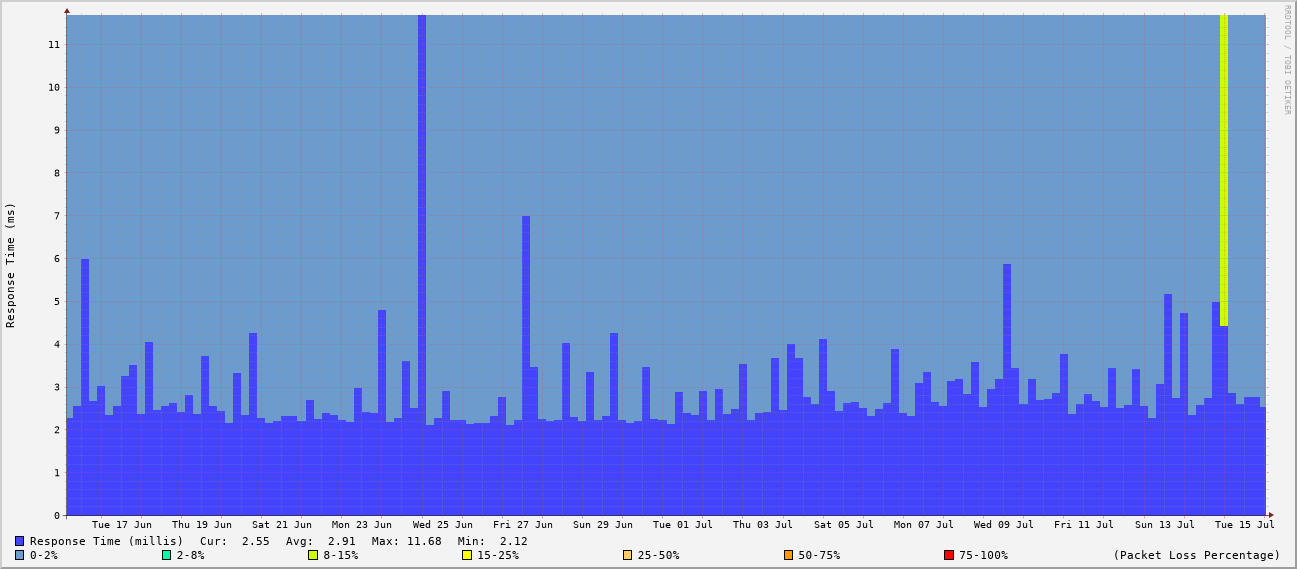 RRDTOOL / TOBI OETIKER
Response Time (ms)
11
10
9
8
7
6
5
4
3
2
1
0
Tue 17 Jun Thu 19 Jun Sat 21 Jun Mon 23 Jun Wed 25 Jun Fri 27 Jun Sun 29 Jun Tue 01 Jul Thu 03 Jul Sat 05 Jul Mon 07 Jul Wed 09 Jul Fri 11 Jul Sun 13 Jul Tue 15 Jul
Response Time (millis) Cur: 2.55 Avg: 2.91 Max: 11.68 Min: 2.12
0-2% 2-8% 8-15% 15-25% 25-50% 50-75% 75-100% (Packet Loss Percentage)